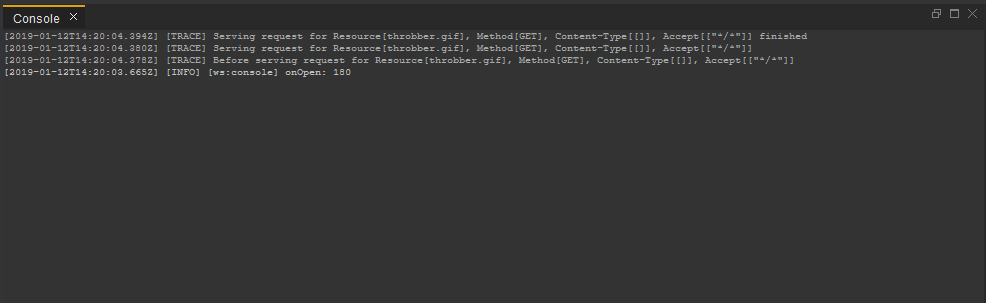 Console
[2019-01-12T14:20:04.394Z] [TRACE] Serving request for Resource[throbber.gif], Method[GET], Content-Type[[]], Accept[["*/*"]] finished
[2019-01-12T14:20:04.380Z] [TRACE] Serving request for Resource[throbber.gif], Method[GET], Content-Type[[]], Accept[["*/*"]]
[2019-01-12T14:20:04.378Z] [TRACE] Before serving request for Resource[throbber.gif], Method[GET], Content-Type[[]], Accept[["*/*"]]
[2019-01-12T14:20:03.665Z] [INFO] [ws:console] onOpen: 180